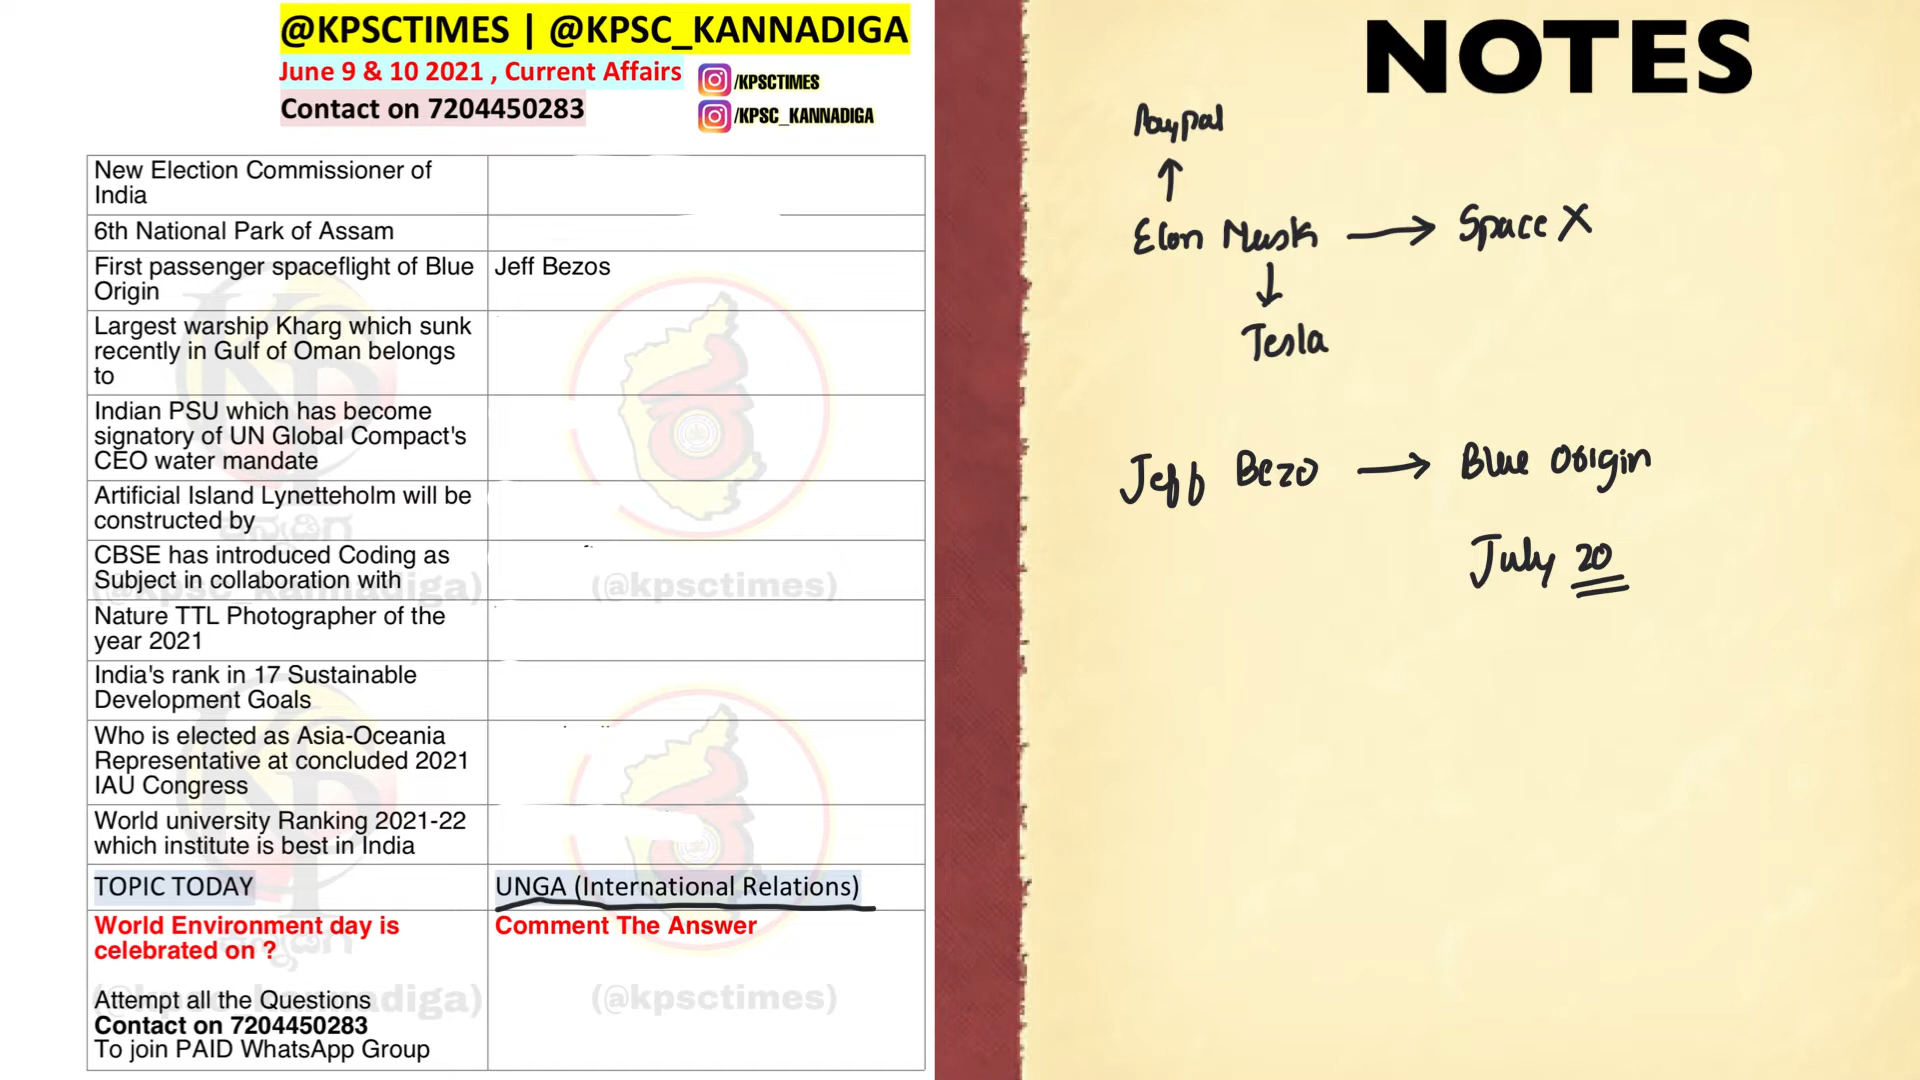 @KPSCTIMES | @KPSC_KANNADIGA
June 9 & 10 2021 , Current Affairs
/KPSCTIMES
Contact on 7204450283
/KPSC_KANNADIGA
New Election Commissioner of
India
6th National Park of Assam
First passenger spaceflight of Blue
Origin
Jeff Bezos
Largest warship Kharg which sunk
recently in Gulf of Oman belongs
to
Indian PSU which has become
signatory of UN Global Compact's
CEO water mandate
Artificial Island Lynetteholm will be
constructed by
CBSE has introduced Coding as
Subject in collaboration with
(@kpsc_kannadiga)
(@kpsctimes)
Nature TTL Photographer of the
year 2021
India's rank in 17 Sustainable
Development Goals
Who is elected as Asia-Oceania
Representative at concluded 2021
IAU Congress
World university Ranking 2021-22
which institute is best in India
TOPIC TODAY
UNGA (International Relations)
World Environment day is
celebrated on ?
Comment The Answer
Attempt all the Questions
(@kpsc_kannadiga)
(@kpsctimes)
Contact on 7204450283
To join PAID WhatsApp Group
NOTES
Paypal
Elon Musk → Space X
Tesla
Jeff Bezo → Blue Origin
July 20